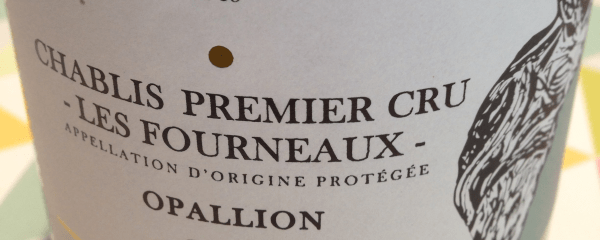 CHABLIS PREMIER CRU
- LES FOURNEAUX -
APPELLATION D'ORIGINE PROTÉGÉE
OPALLION